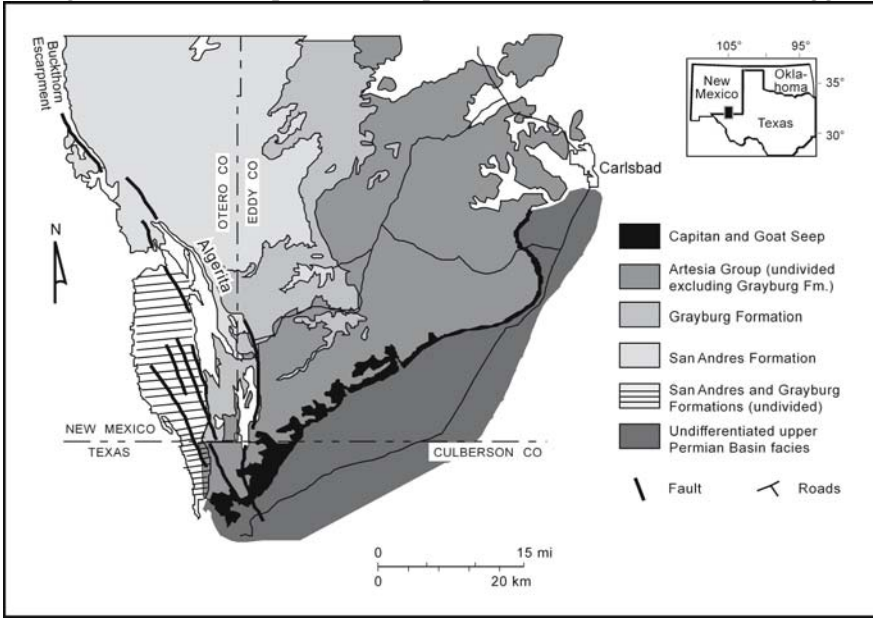 Buckthorn
Escarpment
OTERO CO
EDDY CO
Algerita
N
Carlsbad
NEW MEXICO
TEXAS
CULBERSON CO
0 15 mi
0 20 km
105° 95°
New
Mexico
Okla-
homa
Texas
35°
30°
Capitan and Goat Seep
Artesia Group (undivided
excluding Grayburg Fm.)
Grayburg Formation
San Andres Formation
San Andres and Grayburg
Formations (undivided)
Undifferentiated upper
Permian Basin facies
Fault
Roads